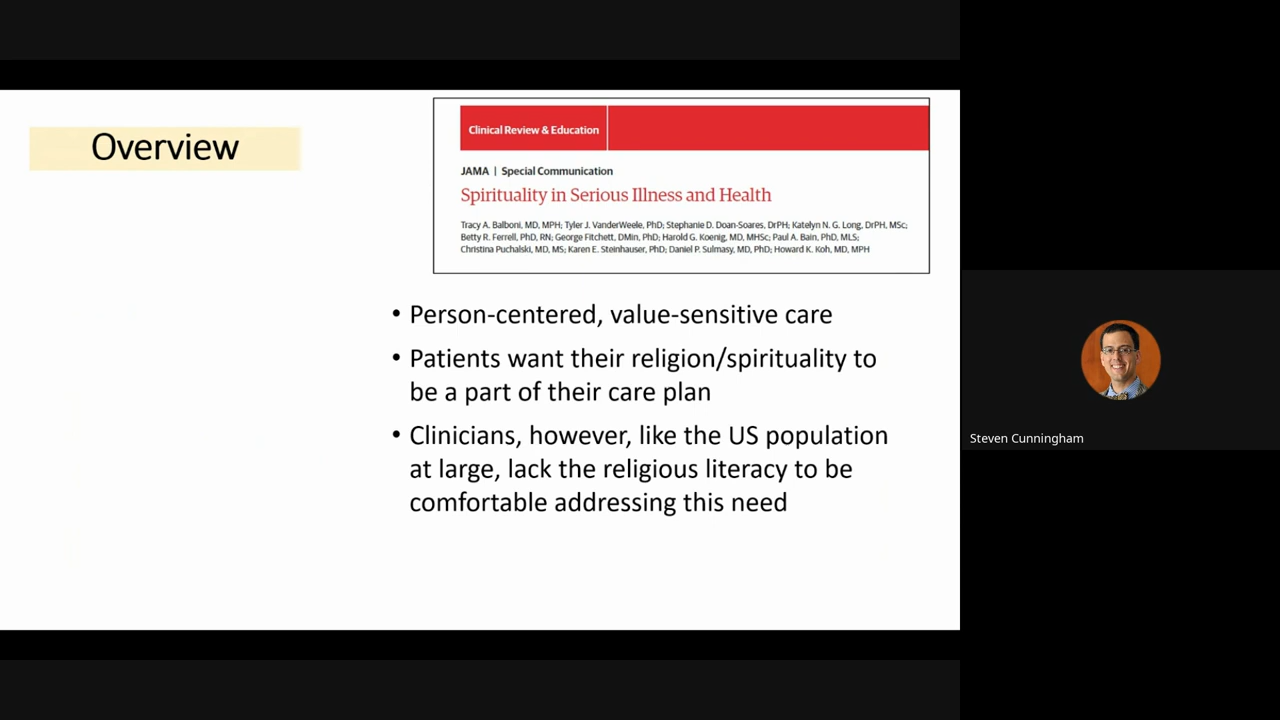 Overview
Clinical Review & Education
JAMA | Special Communication
Spirituality in Serious Illness and Health
Tracy A. Balboni, MD, MPH; Tyler J. VanderWeele, PhD; Stephanie D. Doan-Soares, DrPH; Katelyn N. G. Long, DrPH, MSc;
Betty R. Ferrell, PhD, RN; George Fitchett, DMin, PhD; Harold G. Koenig, MD, MHSc; Paul A. Bain, PhD, MLS;
Christina Puchalski, MD, MS; Karen E. Steinhauser, PhD; Daniel P. Sulmasy, MD, PhD; Howard K. Koh, MD, MPH
• Person-centered, value-sensitive care
• Patients want their religion/spirituality to
be a part of their care plan
• Clinicians, however, like the US population
at large, lack the religious literacy to be
comfortable addressing this need
Steven Cunningham